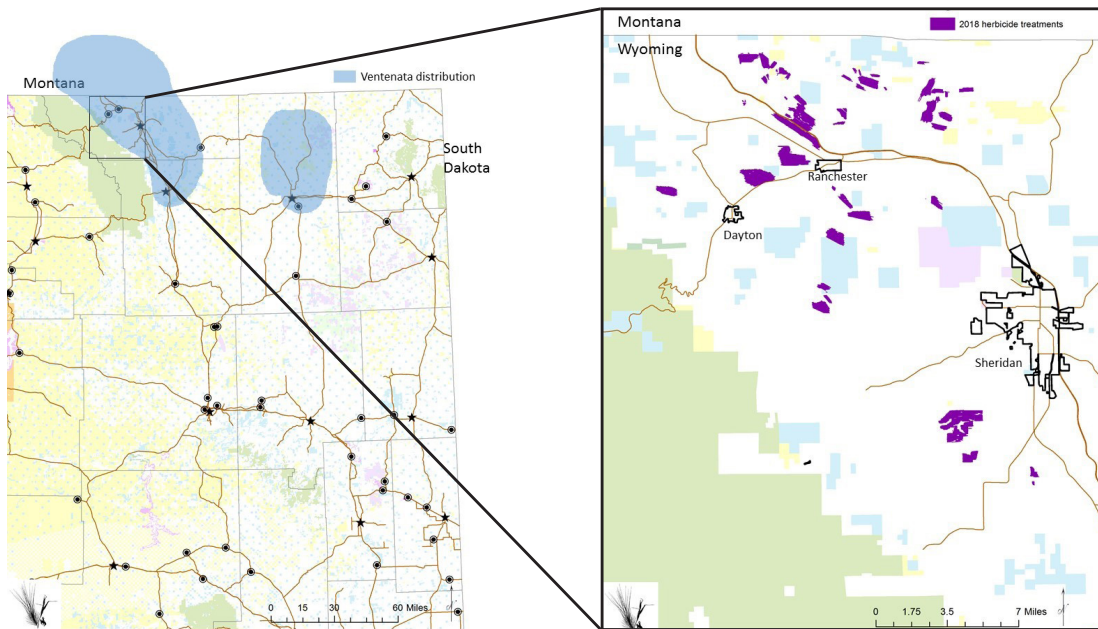 Montana
Ventenata distribution
South
Dakota
0 15 30 60 Miles
Montana
Wyoming
2018 herbicide treatments
Ranchester
Dayton
Sheridan
0 1.75 3.5 7 Miles